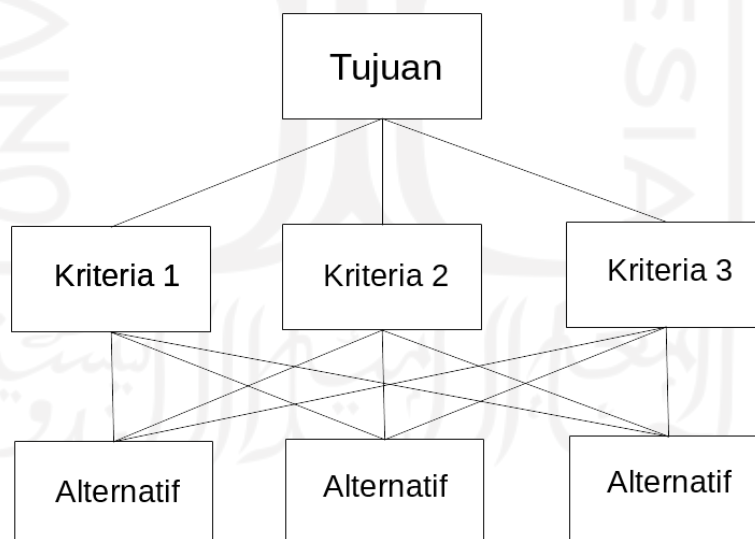 Tujuan
Kriteria 1
Kriteria 2
Kriteria 3
Alternatif
Alternatif
Alternatif